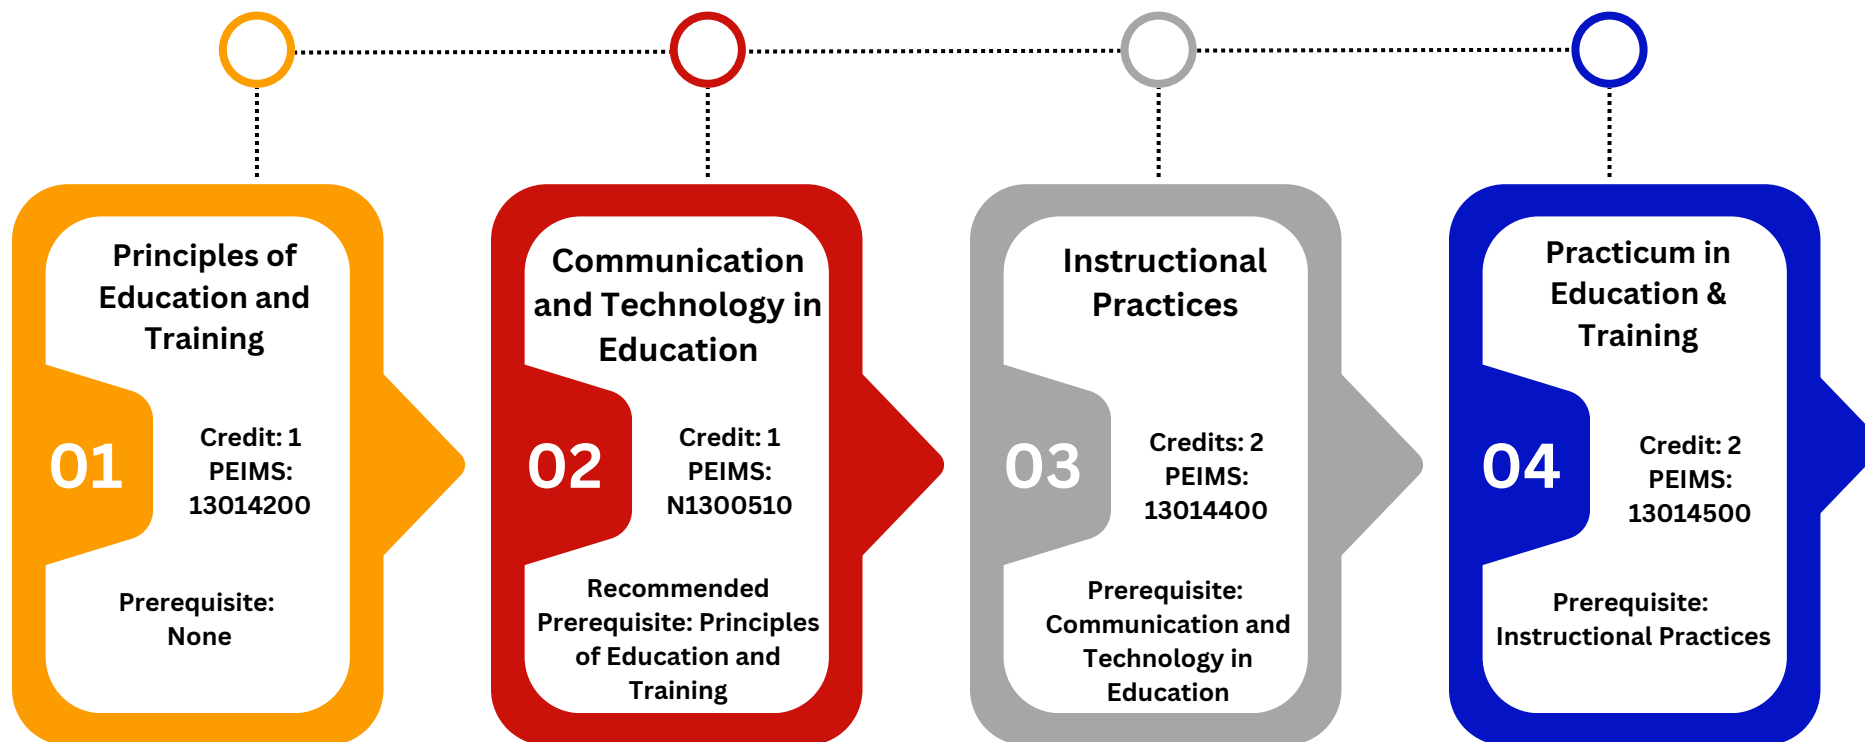 Principles of
Education and
Training
01
Credit: 1
PEIMS:
13014200
Prerequisite:
None
Communication
and Technology in
Education
02
Credit: 1
PEIMS:
N1300510
Recommended
Prerequisite: Principles
of Education and
Training
Instructional
Practices
03
Credits: 2
PEIMS:
13014400
Prerequisite:
Communication and
Technology in
Education
Practicum in
Education &
Training
04
Credit: 2
PEIMS:
13014500
Prerequisite:
Instructional Practices